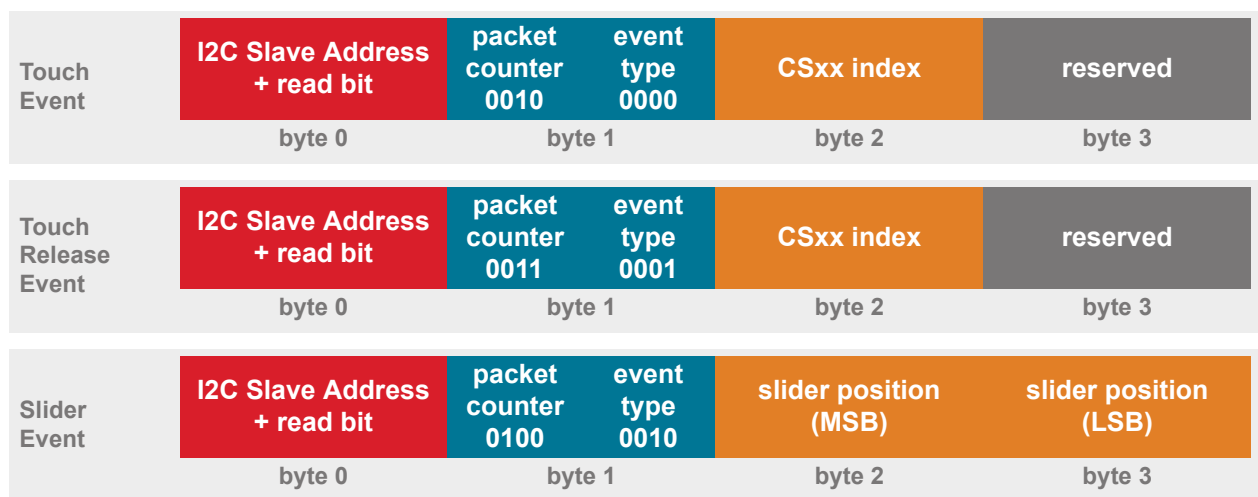 Touch
Event
I2C Slave Address
+ read bit
packet
counter
0010
event
type
0000
CSxx index
reserved
byte 0
byte 1
byte 2
byte 3
Touch
Release
Event
I2C Slave Address
+ read bit
packet
counter
0011
event
type
0001
CSxx index
reserved
byte 0
byte 1
byte 2
byte 3
Slider
Event
I2C Slave Address
+ read bit
packet
counter
0100
event
type
0010
slider position
(MSB)
slider position
(LSB)
byte 0
byte 1
byte 2
byte 3